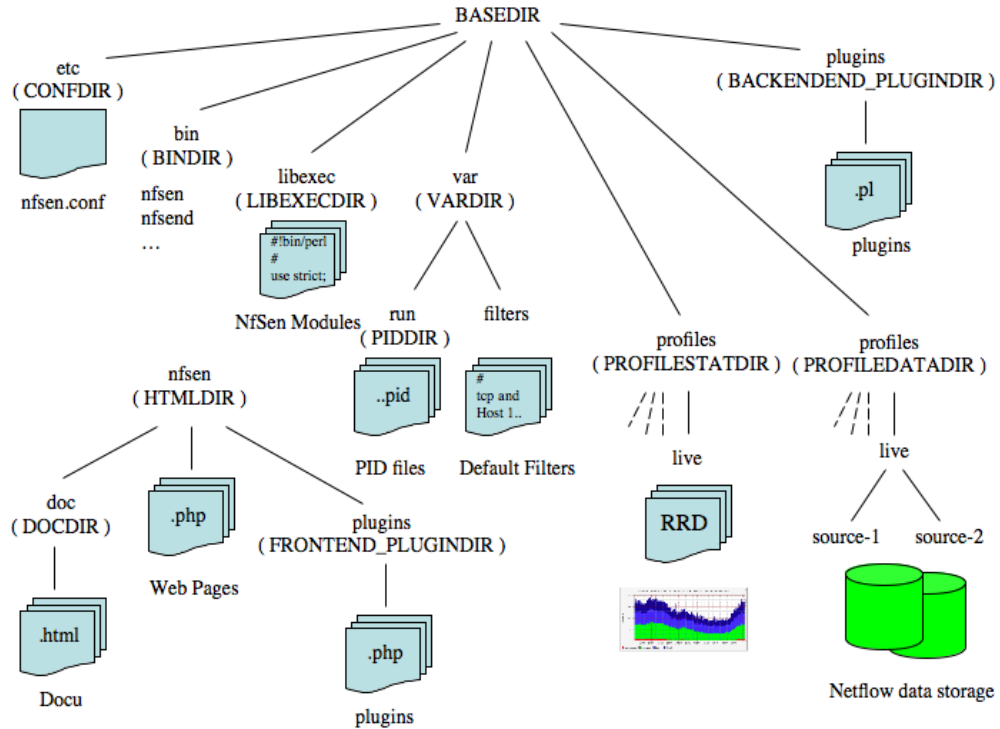 BASEDIR
etc
( CONFDIR )
nfsen.conf
bin
( BINDIR )
nfsen
nfsend
...
libexec
( LIBEXECDIR )
#!bin/perl
#
use strict;
NfSen Modules
var
( VARDIR )
run
( PIDDIR )
..pid
PID files
filters
#
tcp and
Host 1..
Default Filters
profiles
( PROFILESTATDIR )
live
RRD
profiles
( PROFILEDATADIR )
live
source-1
source-2
Netflow data storage
plugins
( BACKENDEND_PLUGINDIR )
.pl
plugins
nfsen
( HTMLDIR )
doc
( DOCDIR )
.html
Docu
.php
Web Pages
plugins
( FRONTEND_PLUGINDIR )
.php
plugins